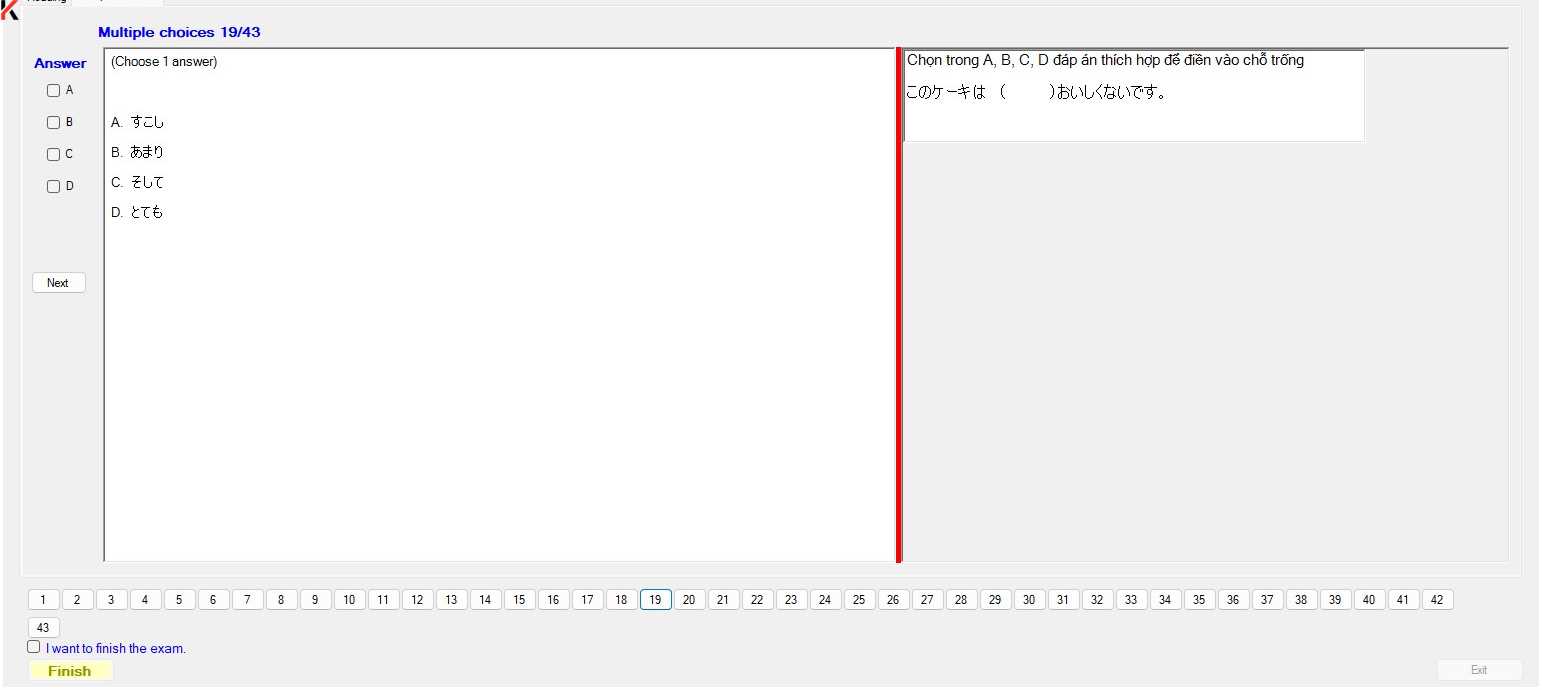 Multiple choices 19/43
Answer
A
B
C
D
Next
(Choose 1 answer)
A. すこし
B. あまり
C. そして
D. とても
Chọn trong A, B, C, D đáp án thích hợp để điền vào chỗ trống
このケーキは （　　　）おいしくないです。
1 2 3 4 5 6 7 8 9 10 11 12 13 14 15 16 17 18 19 20 21 22 23 24 25 26 27 28 29 30 31 32 33 34 35 36 37 38 39 40 41 42
43
I want to finish the exam.
Finish
Exit